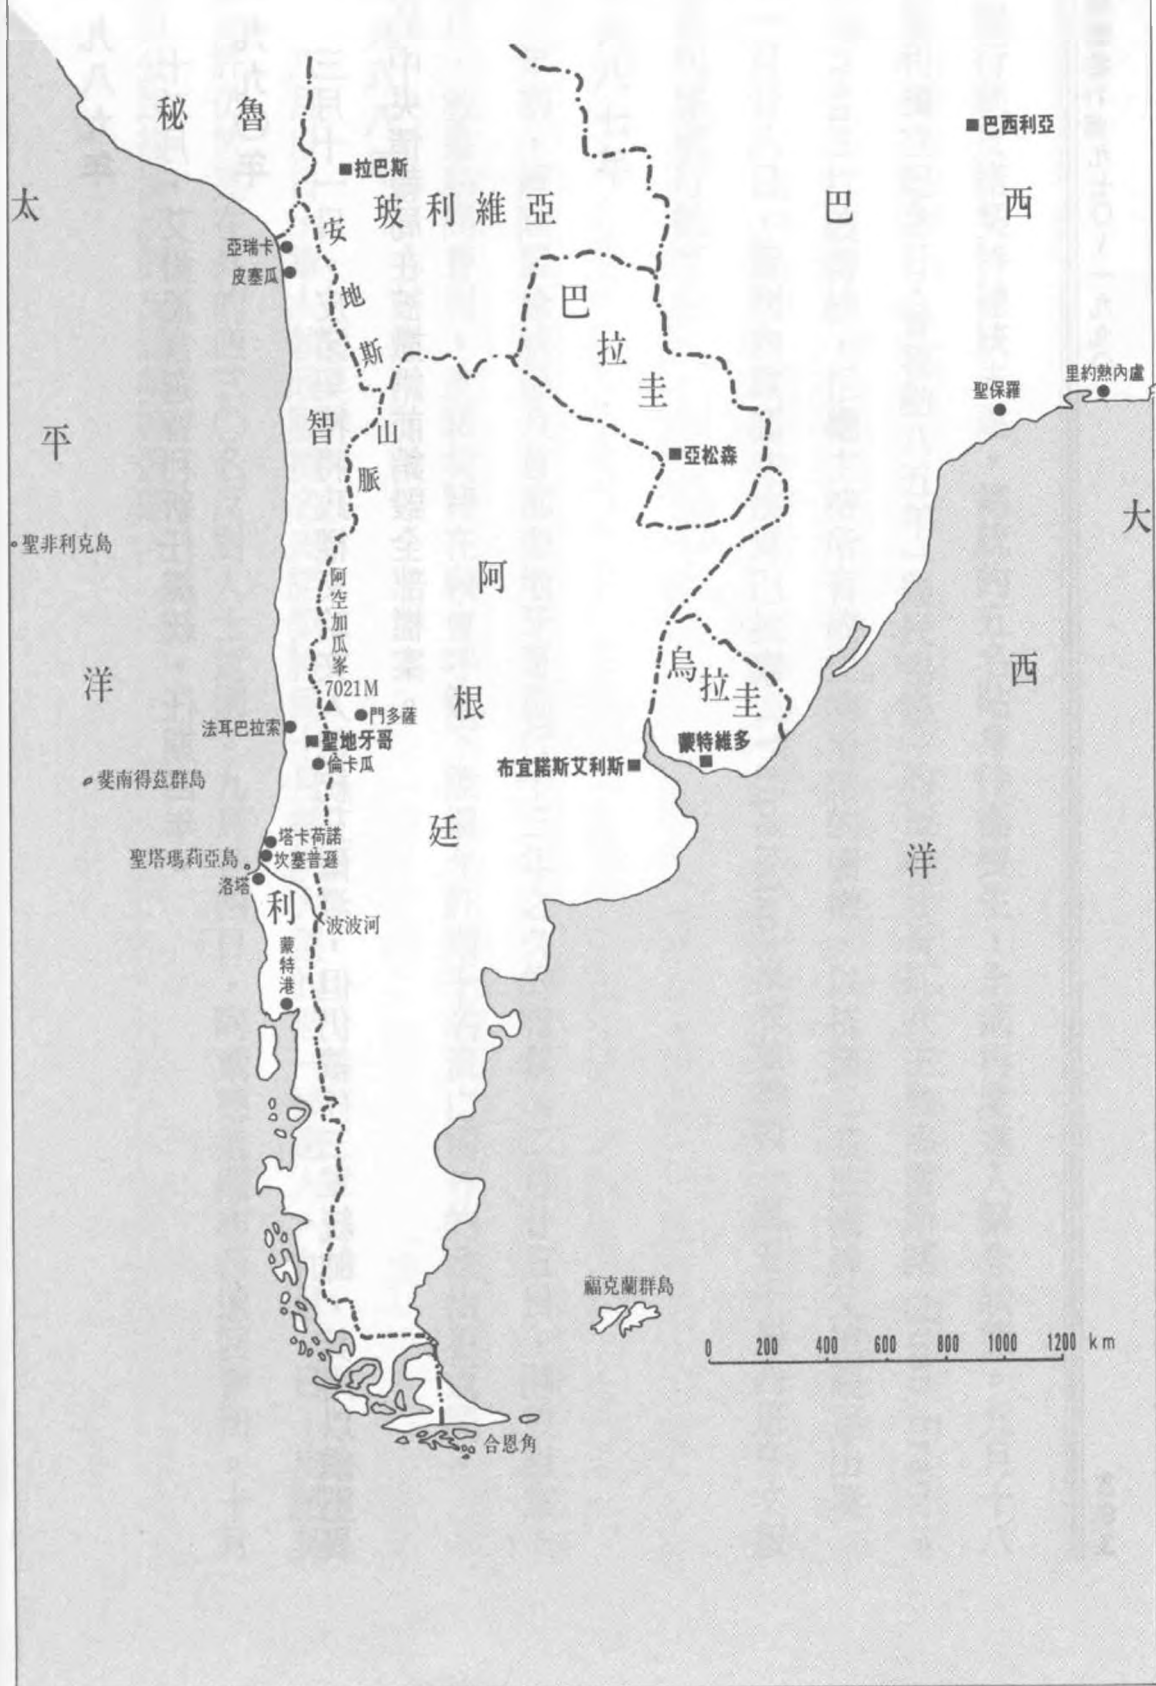 秘魯
太平洋
拉巴斯
玻利維亞
巴西利亞
巴西
亞瑞卡
皮塞瓜
安地斯山脈
巴拉圭
亞松森
聖保羅
里約熱內盧
智利
聖非利克島
阿空加瓜峯
7021M
阿根廷
大西洋
烏拉圭
蒙特維多
法耳巴拉索
門多薩
聖地牙哥
倫卡瓜
布宜諾斯艾利斯
斐南得茲群島
塔卡荷諾
坎塞普遜
聖塔瑪莉亞島
洛塔
波波河
蒙特港
福克蘭群島
0 200 400 600 800 1000 1200 km
合恩角